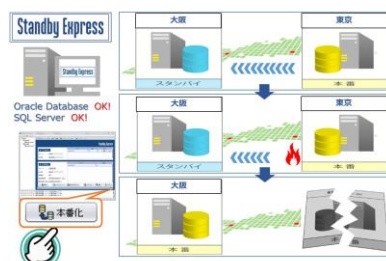 Standby Express
Standby Express
Oracle Database OK!
SQL Server OK!
本番化
大阪
東京
スタンバイ
本番
大阪
東京
スタンバイ
本番
大阪
本番